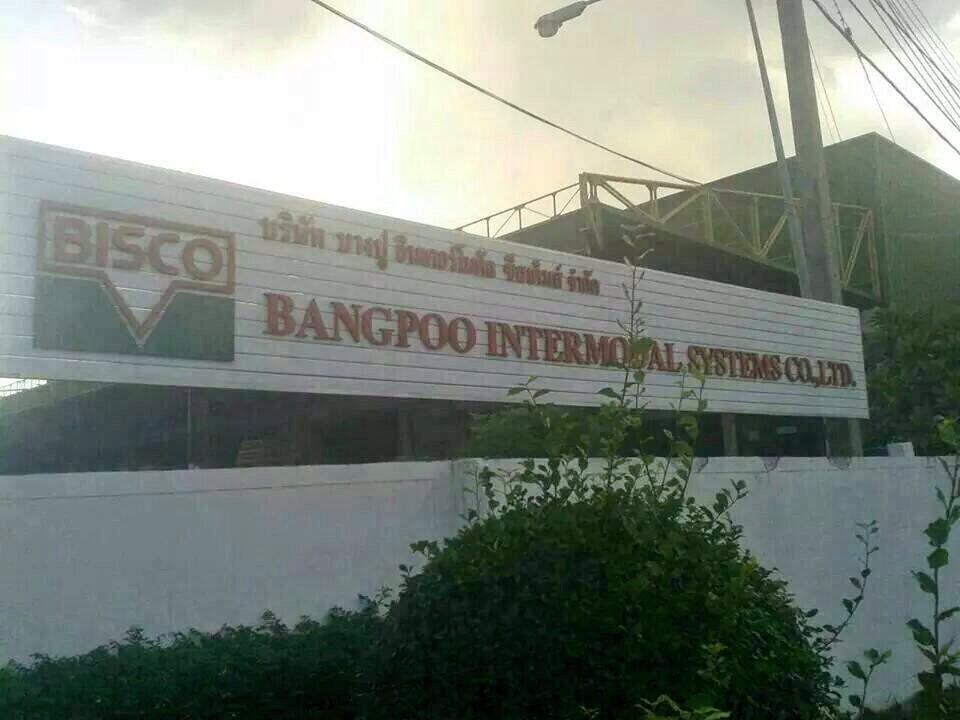 BISCO
บริษัท บางปู อินเตอร์โมดัล ซิสเต็มส์ จำกัด
BANGPOO INTERMODAL SYSTEMS CO.,LTD.